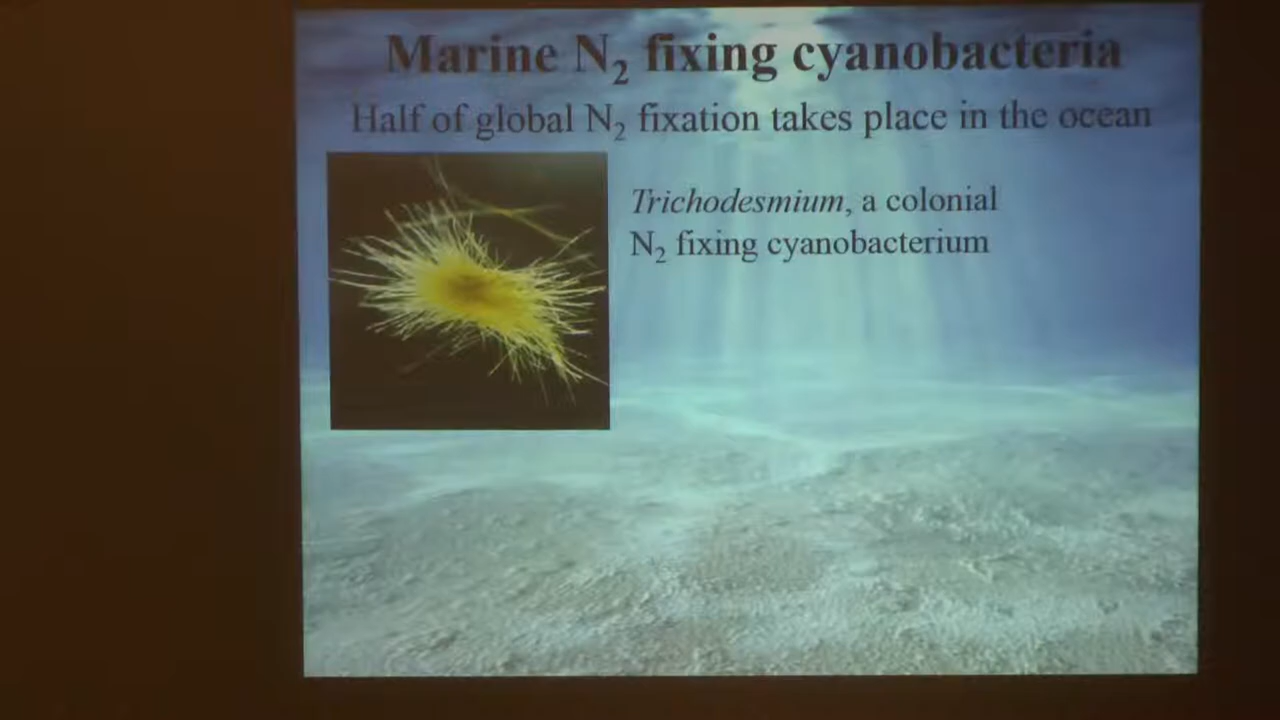 Marine N₂ fixing cyanobacteria
Half of global N₂ fixation takes place in the ocean
Trichodesmium, a colonial
N₂ fixing cyanobacterium